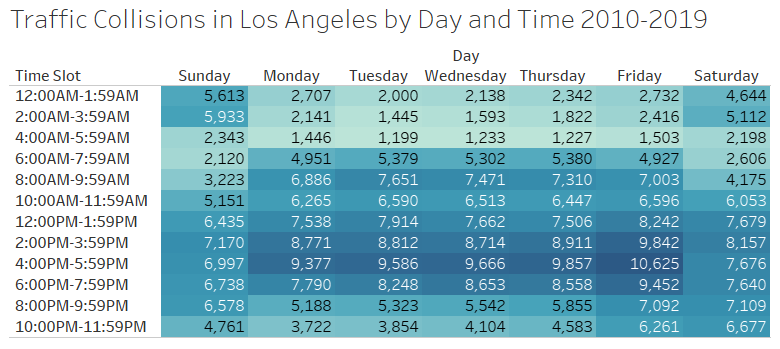 Traffic Collisions in Los Angeles by Day and Time 2010-2019
Day
Time Slot Sunday Monday Tuesday Wednesday Thursday Friday Saturday
12:00AM-1:59AM 5,613 2,707 2,000 2,138 2,342 2,732 4,644
2:00AM-3:59AM 5,933 2,141 1,445 1,593 1,822 2,416 5,112
4:00AM-5:59AM 2,343 1,446 1,199 1,233 1,227 1,503 2,198
6:00AM-7:59AM 2,120 4,951 5,379 5,302 5,380 4,927 2,606
8:00AM-9:59AM 3,223 6,886 7,651 7,471 7,310 7,003 4,175
10:00AM-11:59AM 5,151 6,265 6,590 6,513 6,447 6,596 6,053
12:00PM-1:59PM 6,435 7,538 7,914 7,662 7,506 8,242 7,679
2:00PM-3:59PM 7,170 8,771 8,812 8,714 8,911 9,842 8,157
4:00PM-5:59PM 6,997 9,377 9,586 9,666 9,857 10,625 7,676
6:00PM-7:59PM 6,738 7,790 8,248 8,653 8,558 9,452 7,640
8:00PM-9:59PM 6,578 5,188 5,323 5,542 5,855 7,092 7,109
10:00PM-11:59PM 4,761 3,722 3,854 4,104 4,583 6,261 6,677